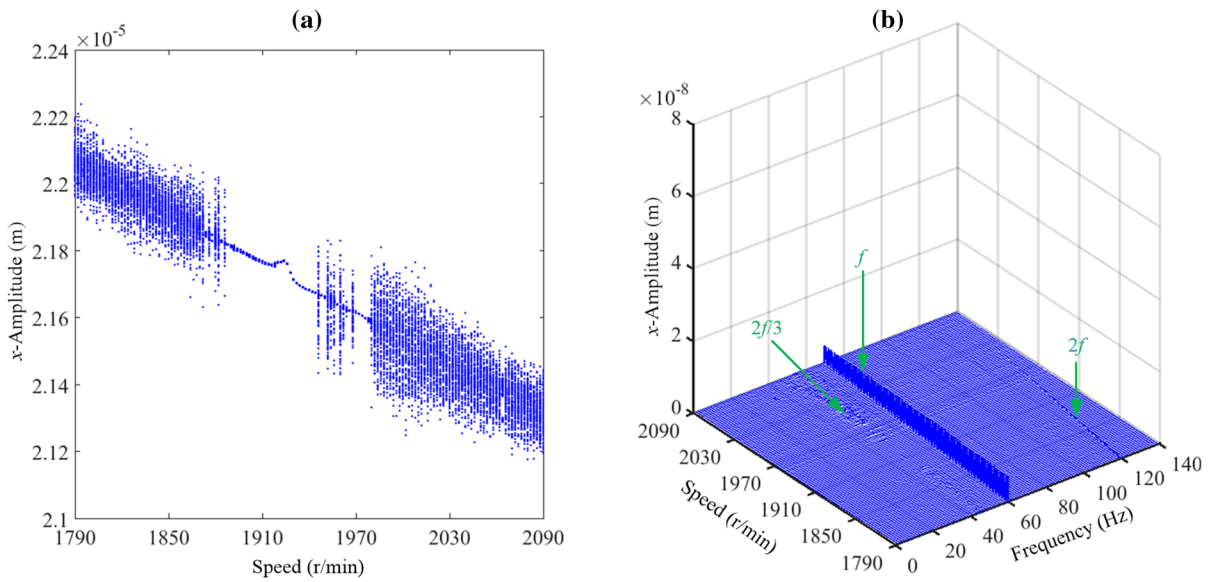 (a)
×10⁻⁵
2.24
2.22
2.2
2.18
2.16
2.14
2.12
2.1
x-Amplitude (m)
1790 1850 1910 1970 2030 2090
Speed (r/min)
(b)
×10⁻⁸
8
6
4
2
0
x-Amplitude (m)
f
2f/3
2f
2090
2030
1970
1910
1850
1790
Speed (r/min)
0
20
40
60
80
100
120
140
Frequency (Hz)